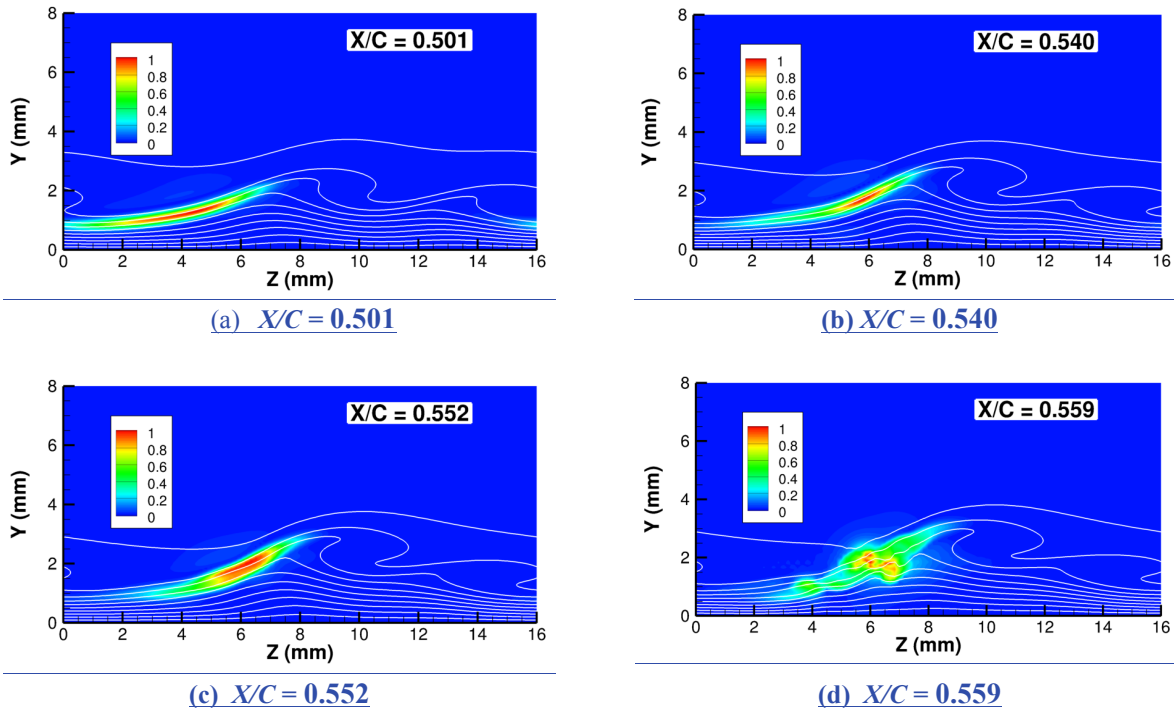 X/C = 0.501
Y (mm)
8
6
4
2
0
1
0.8
0.6
0.4
0.2
0
0 2 4 6 8 10 12 14 16
Z (mm)
(a) X/C = 0.501
X/C = 0.540
Y (mm)
8
6
4
2
0
1
0.8
0.6
0.4
0.2
0
0 2 4 6 8 10 12 14 16
Z (mm)
(b) X/C = 0.540
X/C = 0.552
Y (mm)
8
6
4
2
0
1
0.8
0.6
0.4
0.2
0
0 2 4 6 8 10 12 14 16
Z (mm)
(c) X/C = 0.552
X/C = 0.559
Y (mm)
8
6
4
2
0
1
0.8
0.6
0.4
0.2
0
0 2 4 6 8 10 12 14 16
Z (mm)
(d) X/C = 0.559